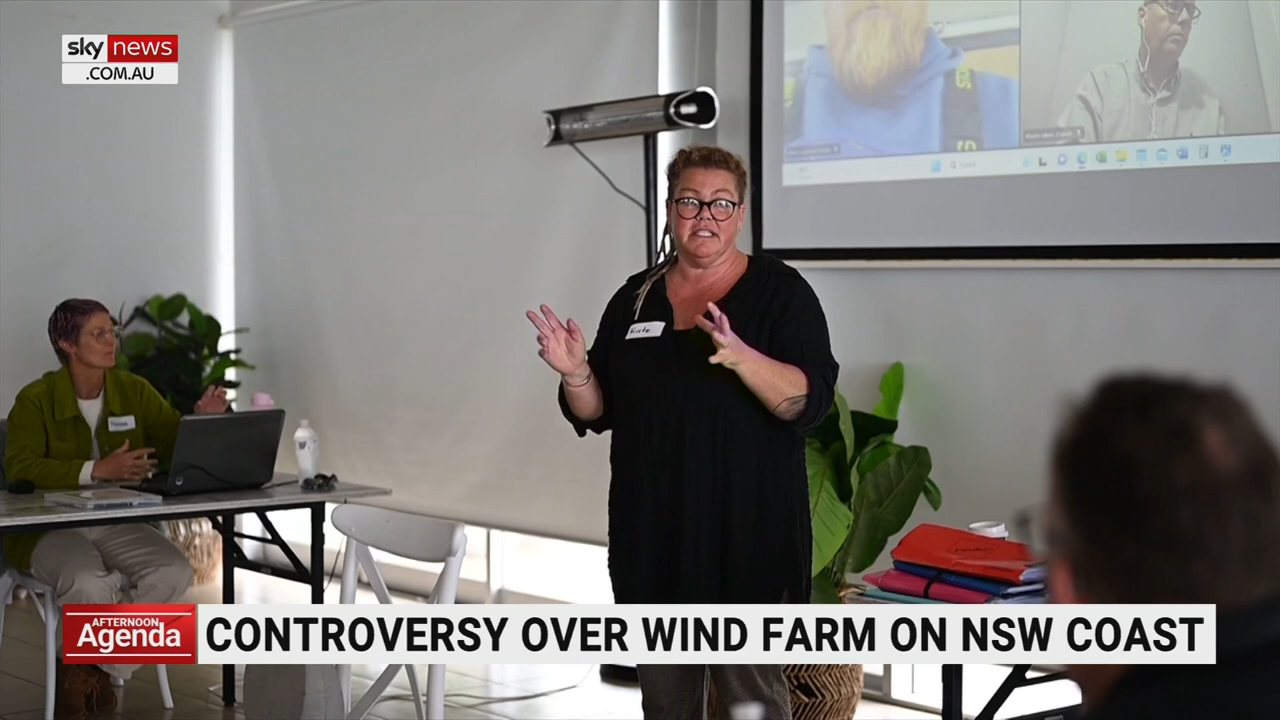 sky news
.COM.AU
AFTERNOON
Agenda
CONTROVERSY OVER WIND FARM ON NSW COAST